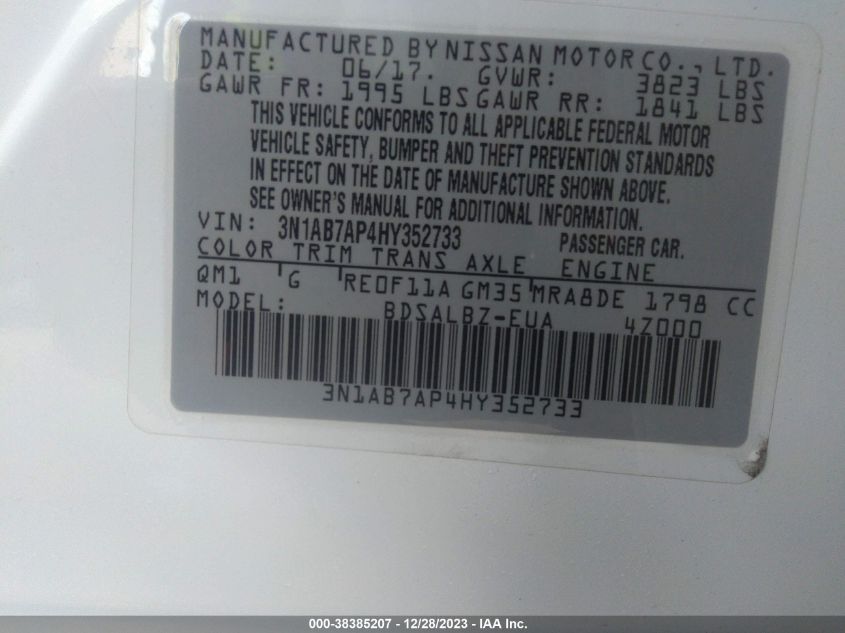 MANUFACTURED BY NISSAN MOTOR CO., LTD.
DATE: 06/17. GVWR: 3823 LBS
GAWR FR: 1995 LBS GAWR RR: 1841 LBS
THIS VEHICLE CONFORMS TO ALL APPLICABLE FEDERAL MOTOR
VEHICLE SAFETY, BUMPER AND THEFT PREVENTION STANDARDS
IN EFFECT ON THE DATE OF MANUFACTURE SHOWN ABOVE.
SEE OWNER'S MANUAL FOR ADDITIONAL INFORMATION.
VIN: 3N1AB7AP4HY352733 PASSENGER CAR.
COLOR TRIM TRANS AXLE ENGINE
QM1 'G 'RE0F11A GM35'MRA8DE 1798 CC
MODEL: BDSALBZ-EUA 4Z000
3N1AB7AP4HY352733
000-38385207 - 12/28/2023 - IAA Inc.